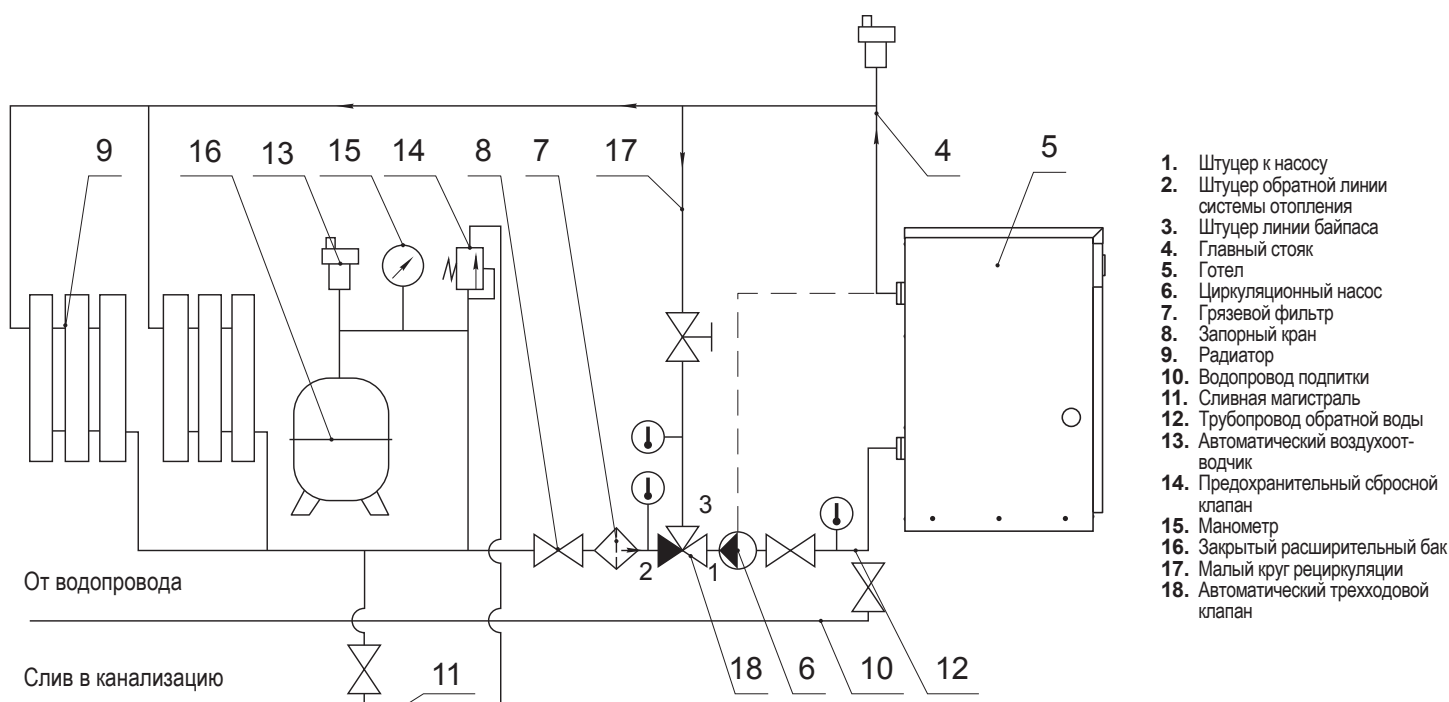 9
16
13
15
14
8
7
17
4
5
3
2
1
От водопровода
Слив в канализацию
11
18
6
10
12
1. Штуцер к насосу
2. Штуцер обратной линии
системы отопления
3. Штуцер линии байпаса
4. Главный стояк
5. Готел
6. Циркуляционный насос
7. Грязевой фильтр
8. Запорный кран
9. Радиатор
10. Водопровод подпитки
11. Сливная магистраль
12. Трубопровод обратной воды
13. Автоматический воздухоот-
водчик
14. Предохранительный сбросной
клапан
15. Манометр
16. Закрытый расширительный бак
17. Малый круг рециркуляции
18. Автоматический трехходовой
клапан